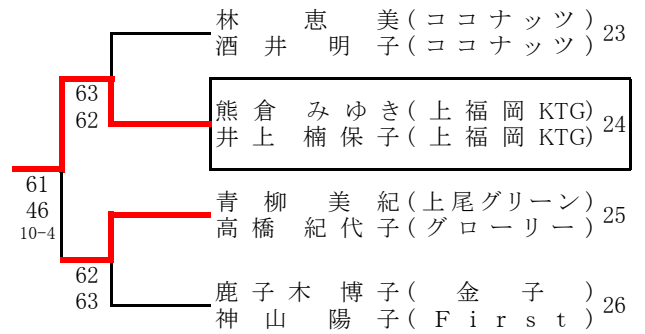 林 恵 美(ココナッツ) 23
酒井 明子(ココナッツ)
63
62
熊倉 みゆき(上福岡KTG) 24
井上 楠保子(上福岡KTG)
61
46
10-4
青柳 美紀(上尾グリーン) 25
高橋 紀代子(グローリー)
62
63
鹿子木 博子(金子) 26
神山 陽子(First)